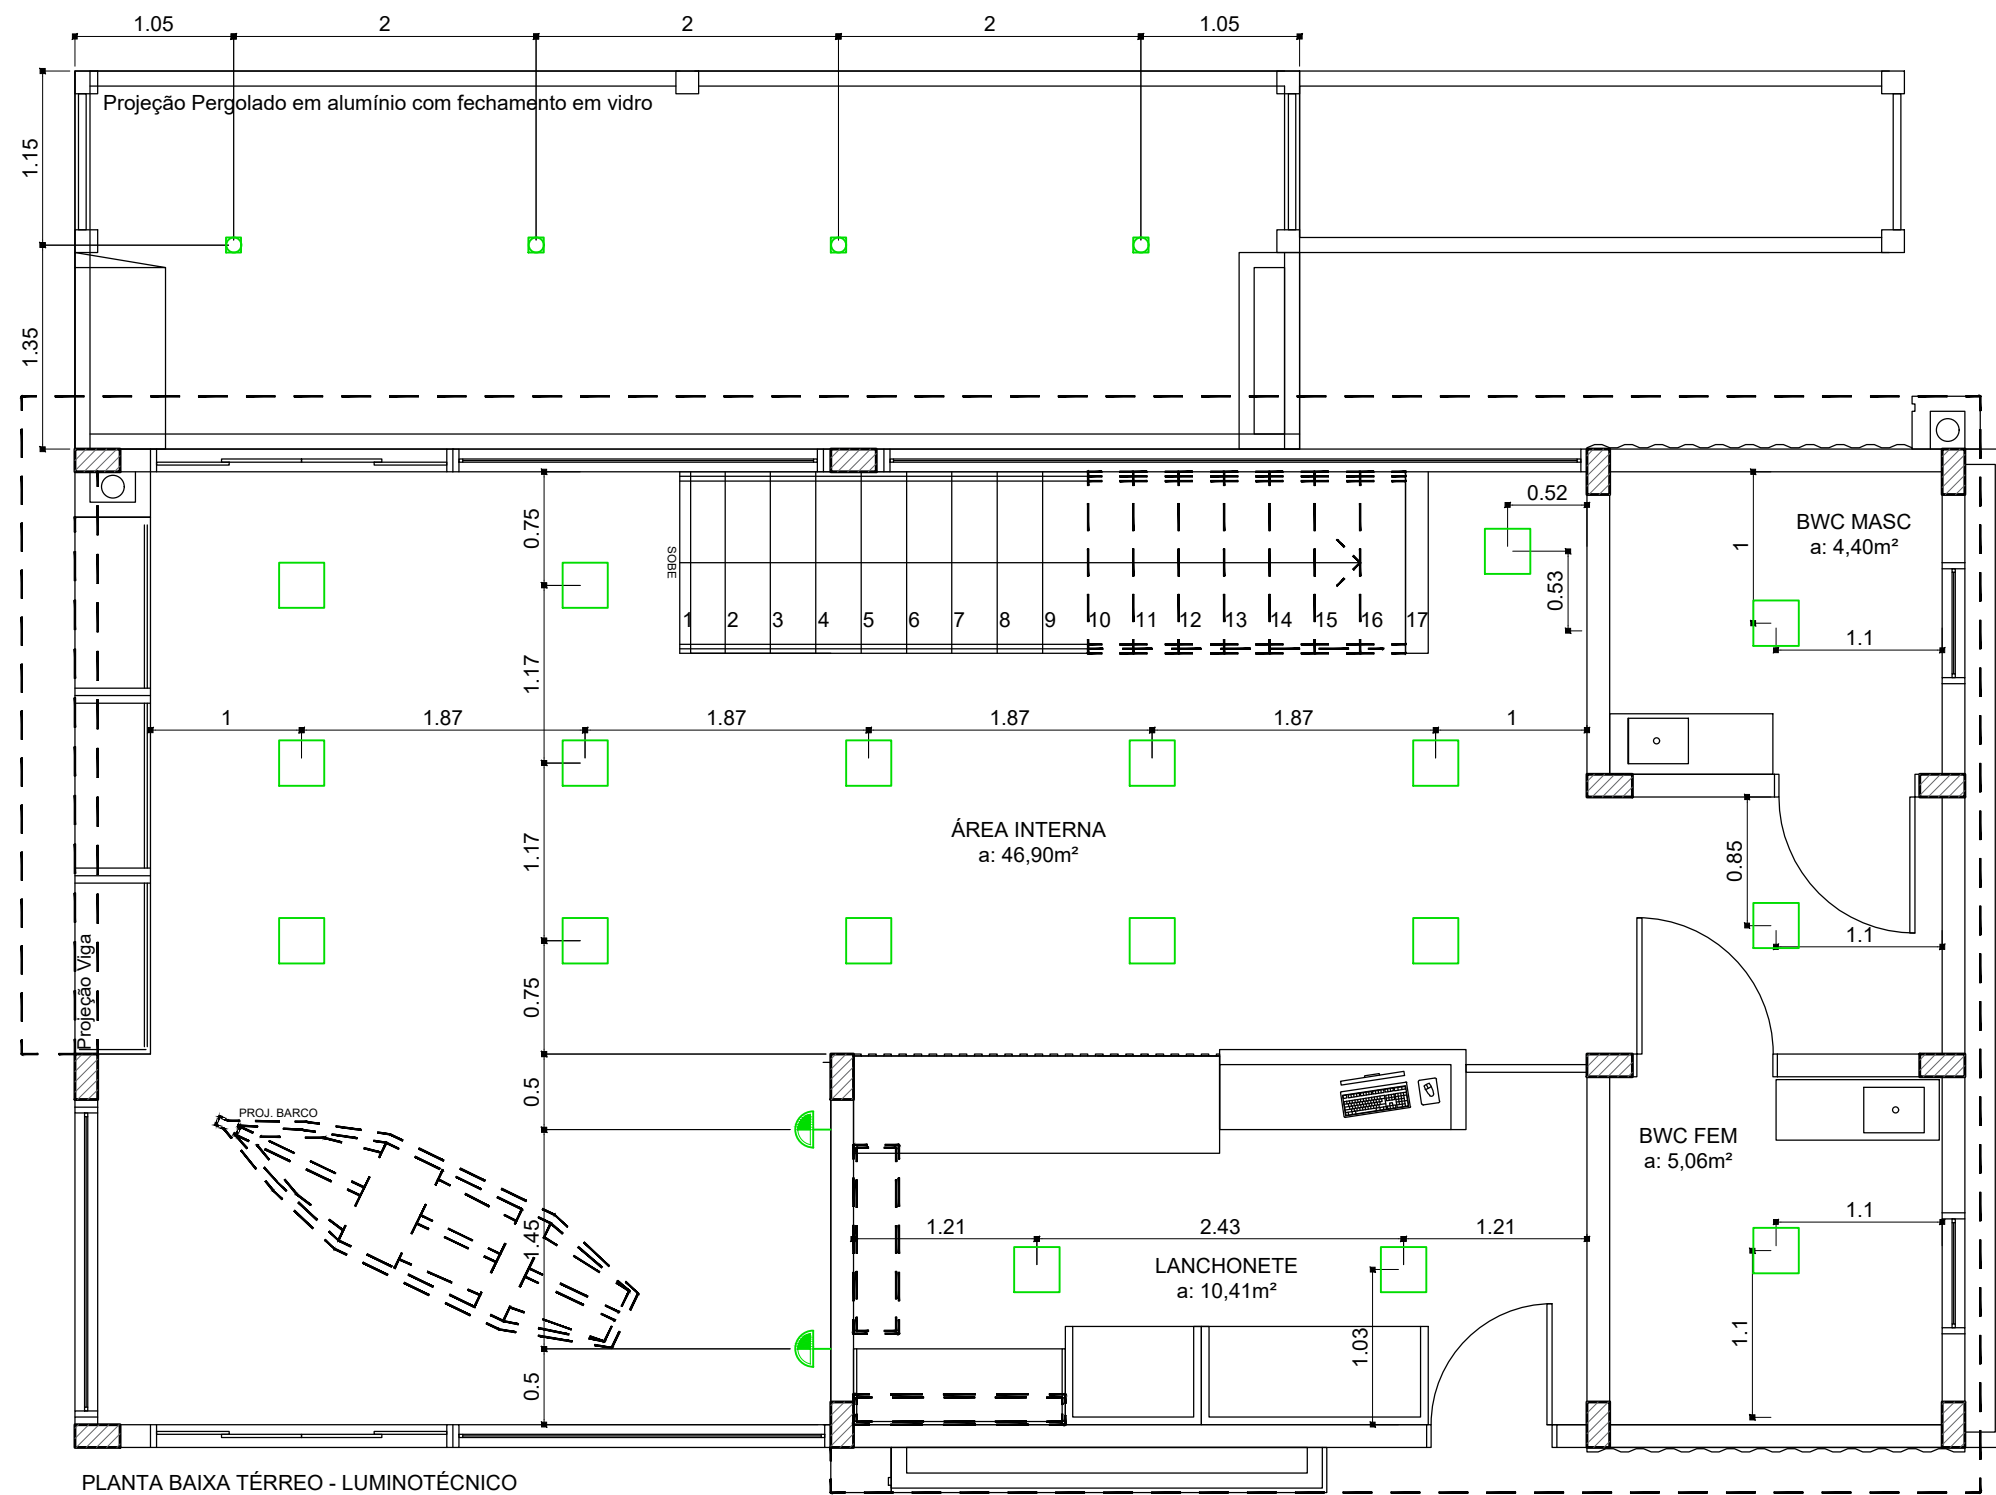 1.05 2 2 2 1.05
Projeção Pergolado em alumínio com fechamento em vidro
1.15
1.35
0.75
SOBE
1 2 3 4 5 6 7 8 9 10 11 12 13 14 15 16 17
0.52
0.53
BWC MASC
a: 4,40m²
1
1.1
1.17
1 1.87 1.87 1.87 1.87 1
ÁREA INTERNA
a: 46,90m²
1.17
0.85
1.1
Projeção Viga
0.75
0.5
PROJ. BARCO
BWC FEM
a: 5,06m²
1.45
1.21 2.43 1.21
1.1
LANCHONETE
a: 10,41m²
1.03
1.1
0.5
PLANTA BAIXA TÉRREO - LUMINOTÉCNICO